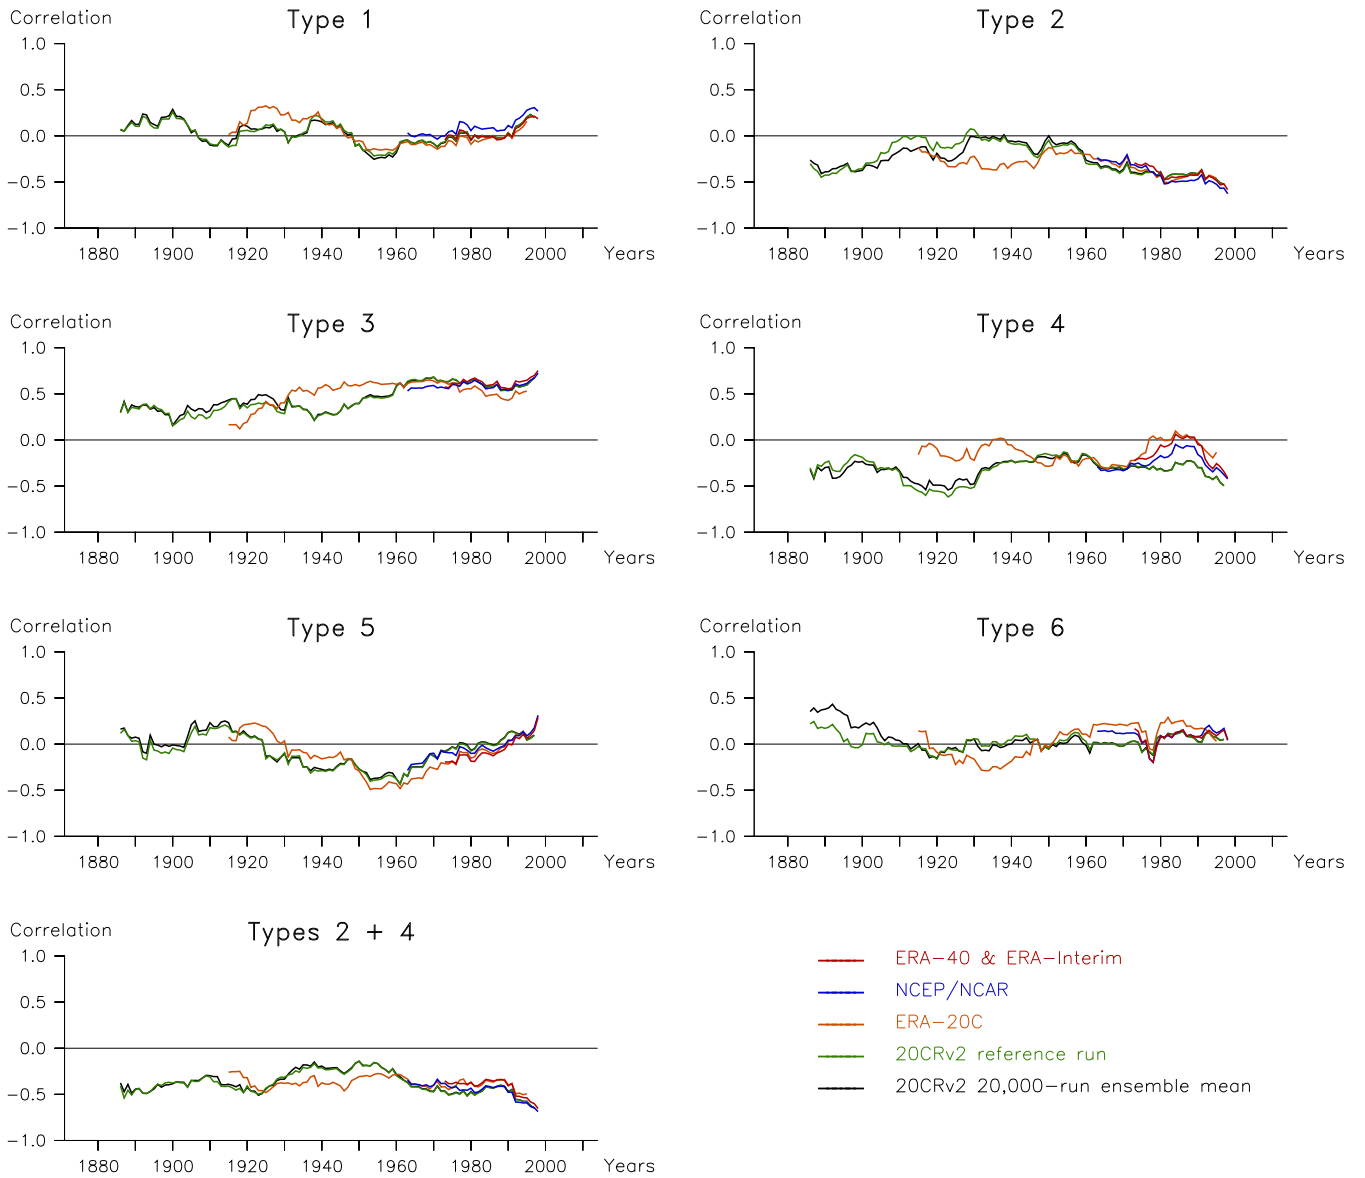 Correlation Type 1
1.0
0.5
0.0
−0.5
−1.0
1880 1900 1920 1940 1960 1980 2000 Years
Correlation Type 2
1.0
0.5
0.0
−0.5
−1.0
1880 1900 1920 1940 1960 1980 2000 Years
Correlation Type 3
1.0
0.5
0.0
−0.5
−1.0
1880 1900 1920 1940 1960 1980 2000 Years
Correlation Type 4
1.0
0.5
0.0
−0.5
−1.0
1880 1900 1920 1940 1960 1980 2000 Years
Correlation Type 5
1.0
0.5
0.0
−0.5
−1.0
1880 1900 1920 1940 1960 1980 2000 Years
Correlation Type 6
1.0
0.5
0.0
−0.5
−1.0
1880 1900 1920 1940 1960 1980 2000 Years
Correlation Types 2 + 4
1.0
0.5
0.0
−0.5
−1.0
1880 1900 1920 1940 1960 1980 2000 Years
ERA−40 & ERA−Interim
NCEP/NCAR
ERA−20C
20CRv2 reference run
20CRv2 20,000−run ensemble mean